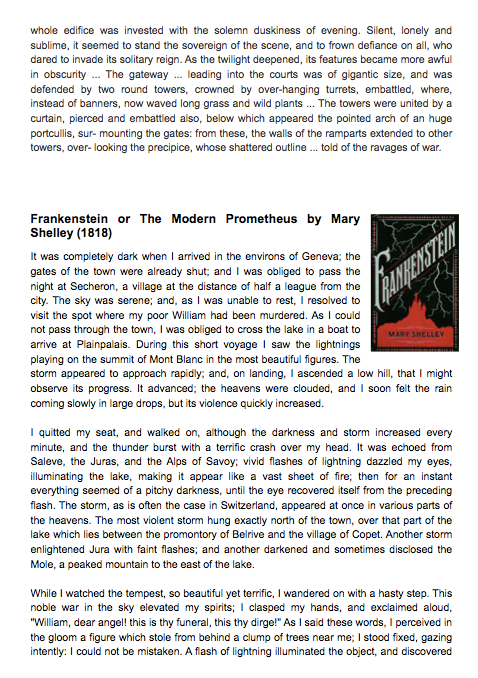 whole edifice was invested with the solemn duskiness of evening. Silent, lonely and
sublime, it seemed to stand the sovereign of the scene, and to frown defiance on all, who
dared to invade its solitary reign. As the twilight deepened, its features became more awful
in obscurity ... The gateway ... leading into the courts was of gigantic size, and was
defended by two round towers, crowned by over-hanging turrets, embattled, where,
instead of banners, now waved long grass and wild plants ... The towers were united by a
curtain, pierced and embattled also, below which appeared the pointed arch of an huge
portcullis, sur- mounting the gates: from these, the walls of the ramparts extended to other
towers, over- looking the precipice, whose shattered outline ... told of the ravages of war.
Frankenstein or The Modern Prometheus by Mary
Shelley (1818)
It was completely dark when I arrived in the environs of Geneva; the
gates of the town were already shut; and I was obliged to pass the
night at Secheron, a village at the distance of half a league from the
city. The sky was serene; and, as I was unable to rest, I resolved to
visit the spot where my poor William had been murdered. As I could
not pass through the town, I was obliged to cross the lake in a boat to
arrive at Plainpalais. During this short voyage I saw the lightnings
playing on the summit of Mont Blanc in the most beautiful figures. The
storm appeared to approach rapidly; and, on landing, I ascended a low hill, that I might
observe its progress. It advanced; the heavens were clouded, and I soon felt the rain
coming slowly in large drops, but its violence quickly increased.
FRANKENSTEIN
MARY SHELLEY
I quitted my seat, and walked on, although the darkness and storm increased every
minute, and the thunder burst with a terrific crash over my head. It was echoed from
Saleve, the Juras, and the Alps of Savoy; vivid flashes of lightning dazzled my eyes,
illuminating the lake, making it appear like a vast sheet of fire; then for an instant
everything seemed of a pitchy darkness, until the eye recovered itself from the preceding
flash. The storm, as is often the case in Switzerland, appeared at once in various parts of
the heavens. The most violent storm hung exactly north of the town, over that part of the
lake which lies between the promontory of Belrive and the village of Copet. Another storm
enlightened Jura with faint flashes; and another darkened and sometimes disclosed the
Mole, a peaked mountain to the east of the lake.
While I watched the tempest, so beautiful yet terrific, I wandered on with a hasty step. This
noble war in the sky elevated my spirits; I clasped my hands, and exclaimed aloud,
"William, dear angel! this is thy funeral, this thy dirge!" As I said these words, I perceived in
the gloom a figure which stole from behind a clump of trees near me; I stood fixed, gazing
intently: I could not be mistaken. A flash of lightning illuminated the object, and discovered